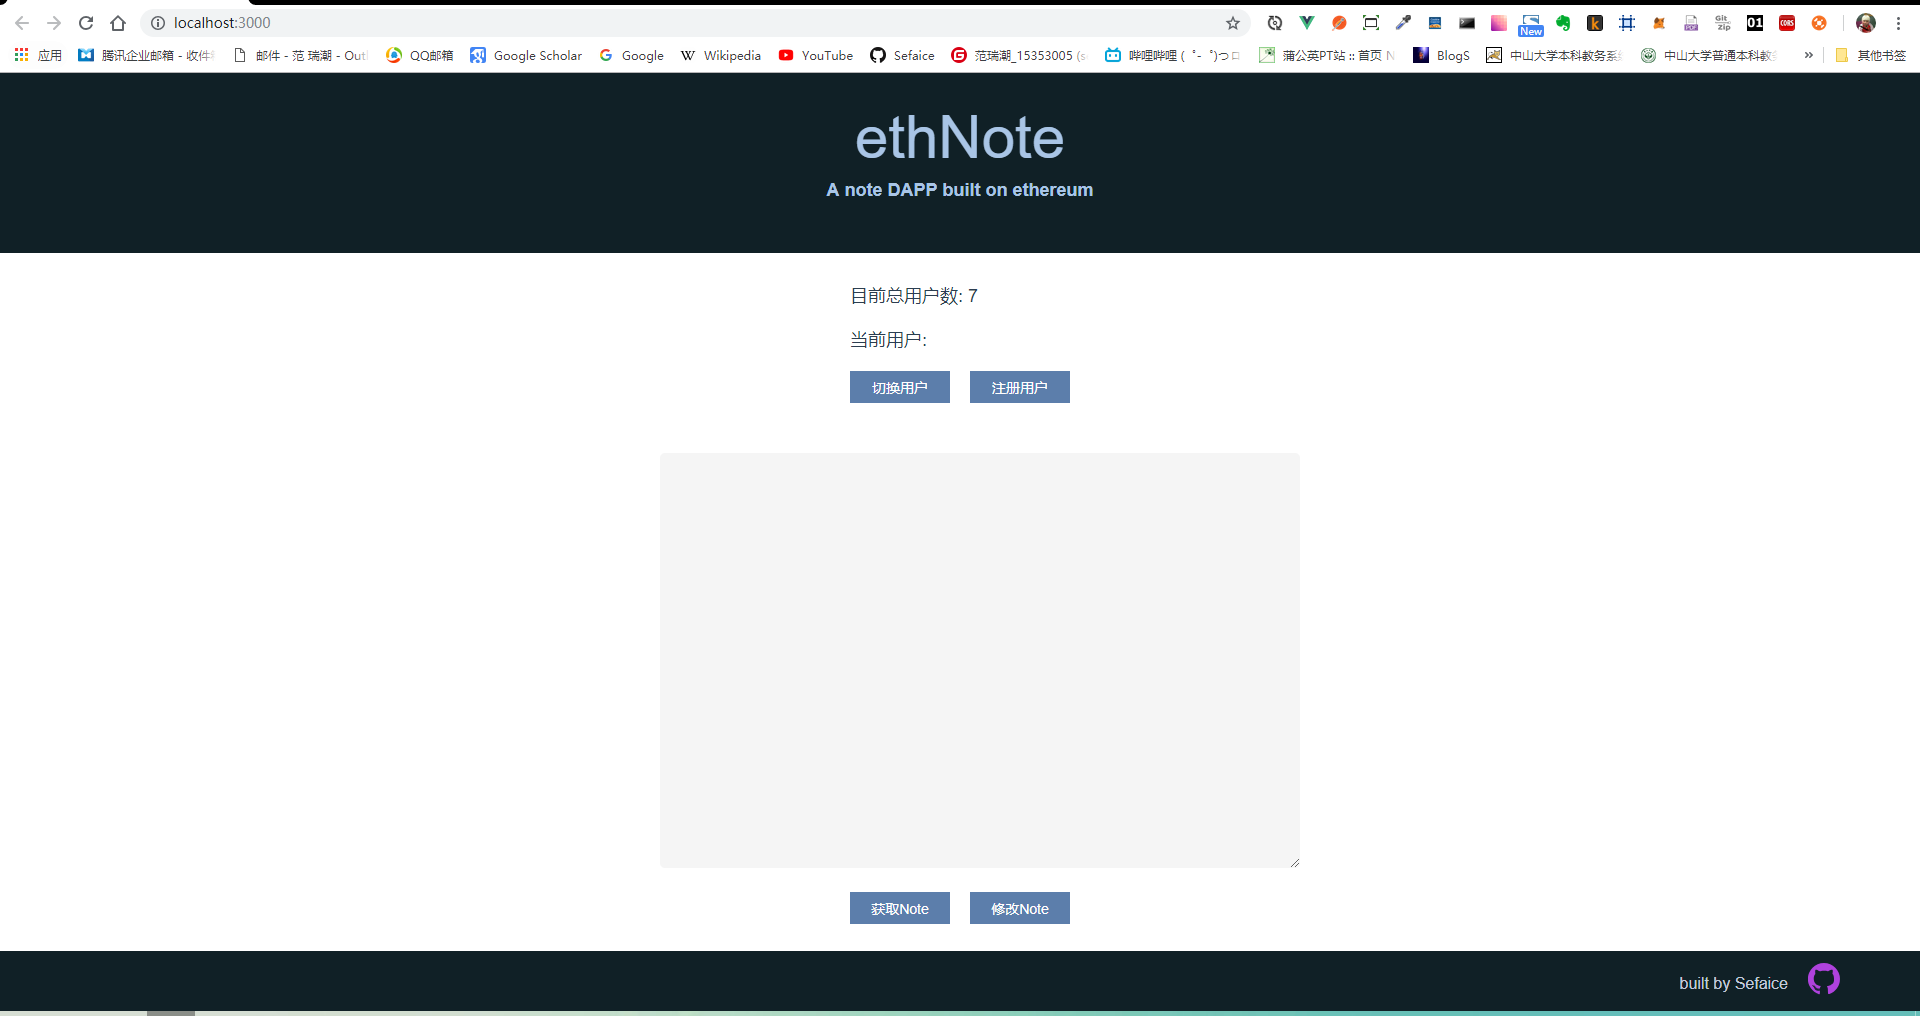 localhost:3000
New
Git
Zip
01
CORS
应用
腾讯企业邮箱 - 收件
邮件 - 范 瑞潮 - Out
QQ邮箱
Google Scholar
Google
Wikipedia
YouTube
Sefaice
范瑞潮_15353005 (s
哔哩哔哩 ( ゜- ゜)つロ
蒲公英PT站 :: 首页 N
BlogS
中山大学本科教务系
中山大学普通本科教
»
其他书签
ethNote
A note DAPP built on ethereum
目前总用户数: 7
当前用户:
切换用户
注册用户
获取Note
修改Note
built by Sefaice